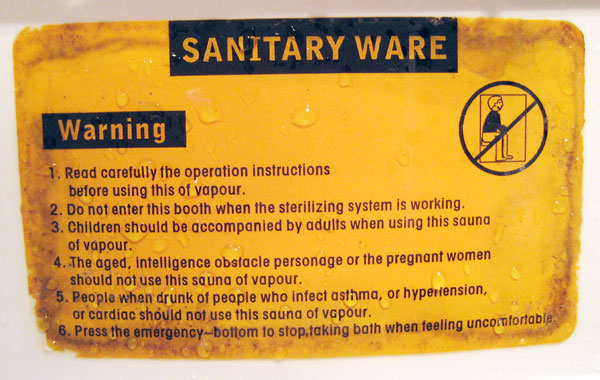 SANITARY WARE
Warning
1. Read carefully the operation instructions
before using this of vapour.
2. Do not enter this booth when the sterilizing system is working.
3. Children should be accompanied by adults when using this sauna
of vapour.
4. The aged, intelligence obstacle personage or the pregnant women
should not use this sauna of vapour.
5. People when drunk of people who infect asthma, or hypertension,
or cardiac should not use this sauna of vapour.
6. Press the emergency-bottom to stop,taking bath when feeling uncomfortable.